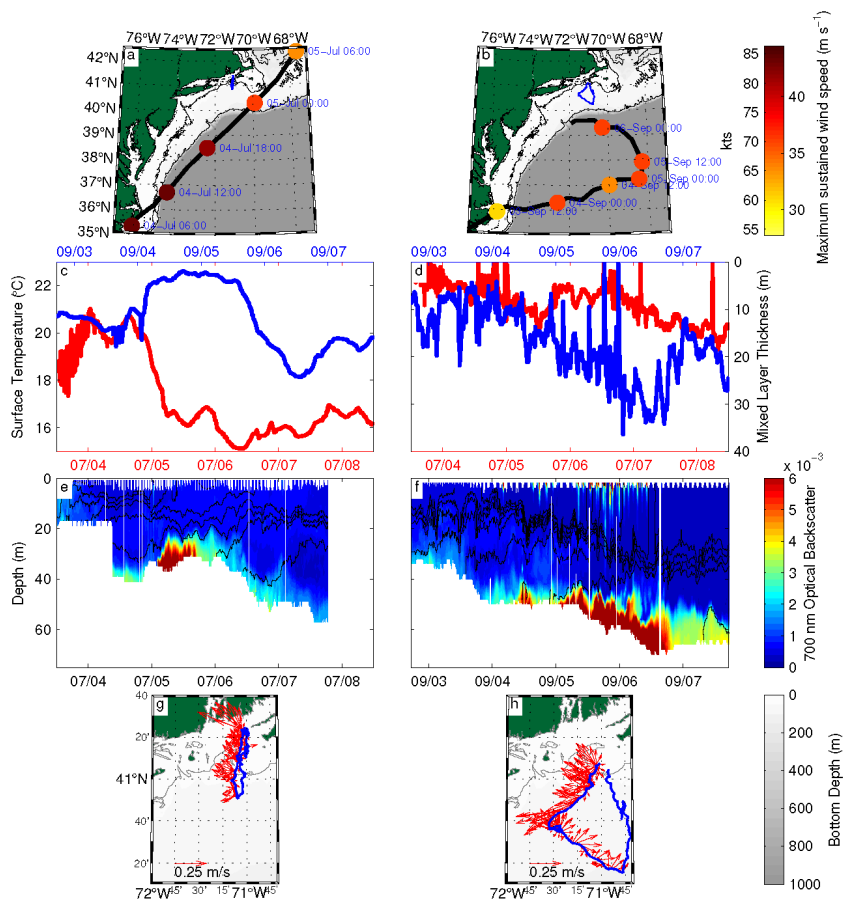 76°W 74°W 72°W 70°W 68°W
76°W 74°W 72°W 70°W 68°W
42°N
41°N
40°N
39°N
38°N
37°N
36°N
35°N
a
05-Jul 06:00
05-Jul 00:00
04-Jul 18:00
04-Jul 12:00
04-Jul 06:00
b
06-Sep 00:00
05-Sep 12:00
05-Sep 00:00
04-Sep 12:00
04-Sep 00:00
03-Sep 12:00
kts
85
80
75
70
65
60
55
40
35
30
Maximum sustained wind speed (m s⁻¹)
09/03 09/04 09/05 09/06 09/07
09/03 09/04 09/05 09/06 09/07
c
22
20
18
16
Surface Temperature (°C)
07/04 07/05 07/06 07/07 07/08
d
0
10
20
30
40
Mixed Layer Thickness (m)
07/04 07/05 07/06 07/07 07/08
e
0
20
40
60
Depth (m)
07/04 07/05 07/06 07/07 07/08
f
09/03 09/04 09/05 09/06 09/07
x 10⁻³
6
5
4
3
2
1
0
700 nm Optical Backscatter
g
40'
20'
41°N
20'
40'
20'
0.25 m/s
72°W 45' 30' 15' 71°W 45'
h
0.25 m/s
72°W 45' 30' 15' 71°W 45'
0
200
400
600
800
1000
Bottom Depth (m)